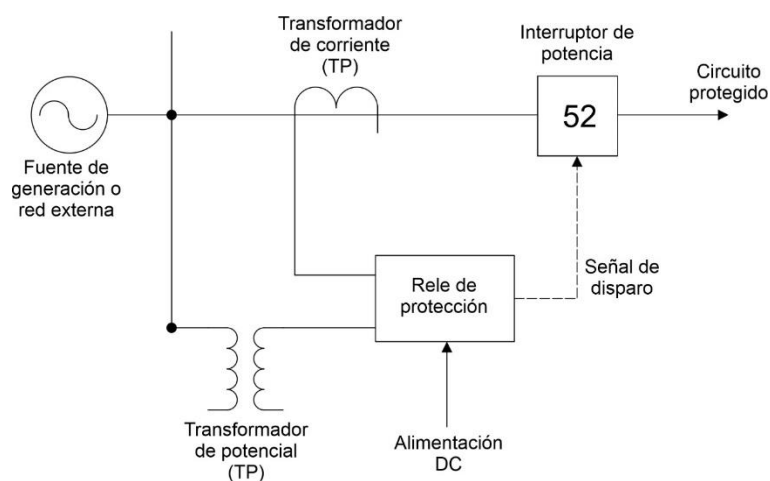 Transformador
de corriente
(TP)
Interruptor de
potencia
52
Circuito
protegido
Fuente de
generación o
red externa
Rele de
protección
Señal de
disparo
Transformador
de potencial
(TP)
Alimentación
DC